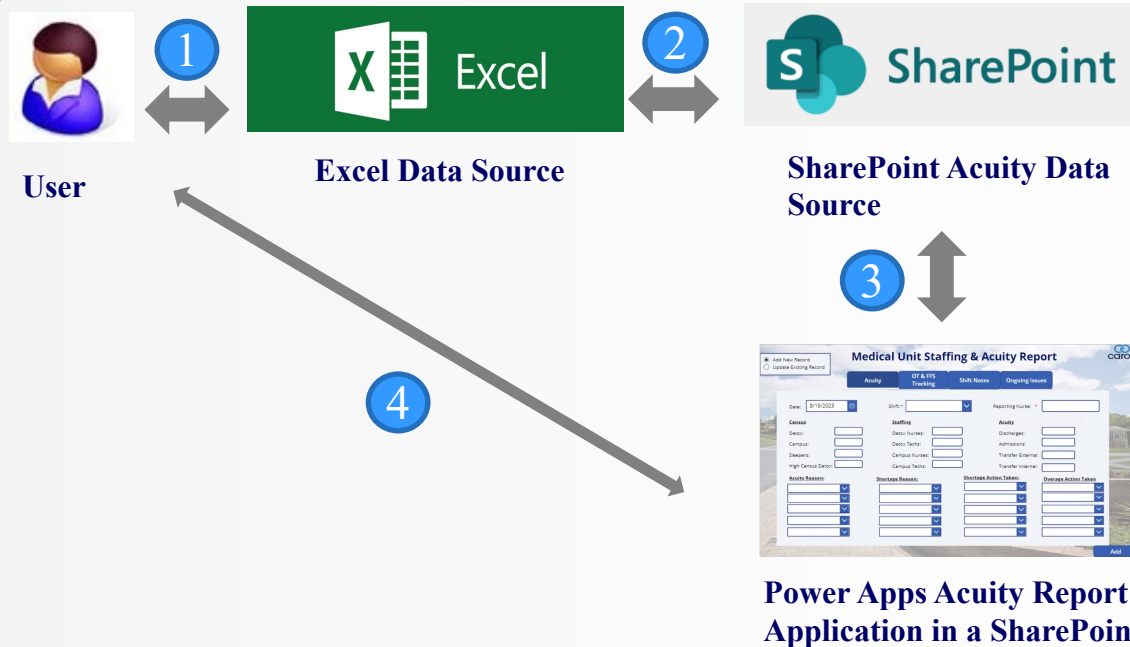 1
2
X
Excel
S
SharePoint
User
Excel Data Source
SharePoint Acuity Data
Source
3
4
Add New Record
Update Existing Record
Medical Unit Staffing & Acuity Report
Acuity
OT & FFS
Tracking
Shift Notes
Ongoing Issues
Date: 8/15/2023
Shift: *
Reporting Nurse: *
Census
Staffing
Acuity
Detox:
Detox Nurses:
Discharges:
Campus:
Detox Techs:
Admissions:
Sleepers:
Campus Nurses:
Transfer External:
High Census Detox:
Campus Techs:
Transfer Internal:
Acuity Reason:
Shortage Reason:
Shortage Action Taken:
Overage Action Taken
Add
Power Apps Acuity Report
Application in a SharePoin